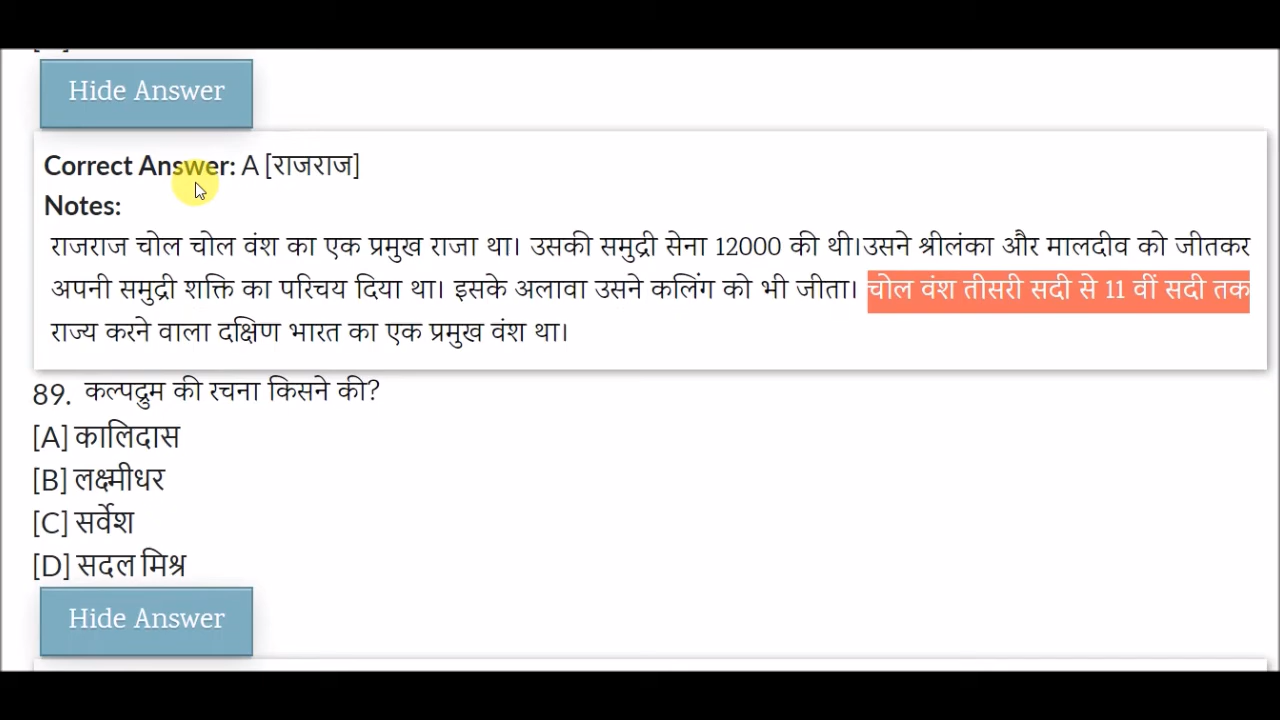 Hide Answer
Correct Answer: A [राजराज]
Notes:
राजराज चोल चोल वंश का एक प्रमुख राजा था। उसकी समुद्री सेना 12000 की थी।उसने श्रीलंका और मालदीव को जीतकर
अपनी समुद्री शक्ति का परिचय दिया था। इसके अलावा उसने कलिंग को भी जीता। चोल वंश तीसरी सदी से 11 वीं सदी तक
राज्य करने वाला दक्षिण भारत का एक प्रमुख वंश था।
89. कल्पद्रुम की रचना किसने की?
[A] कालिदास
[B] लक्ष्मीधर
[C] सर्वेश
[D] सदल मिश्र
Hide Answer